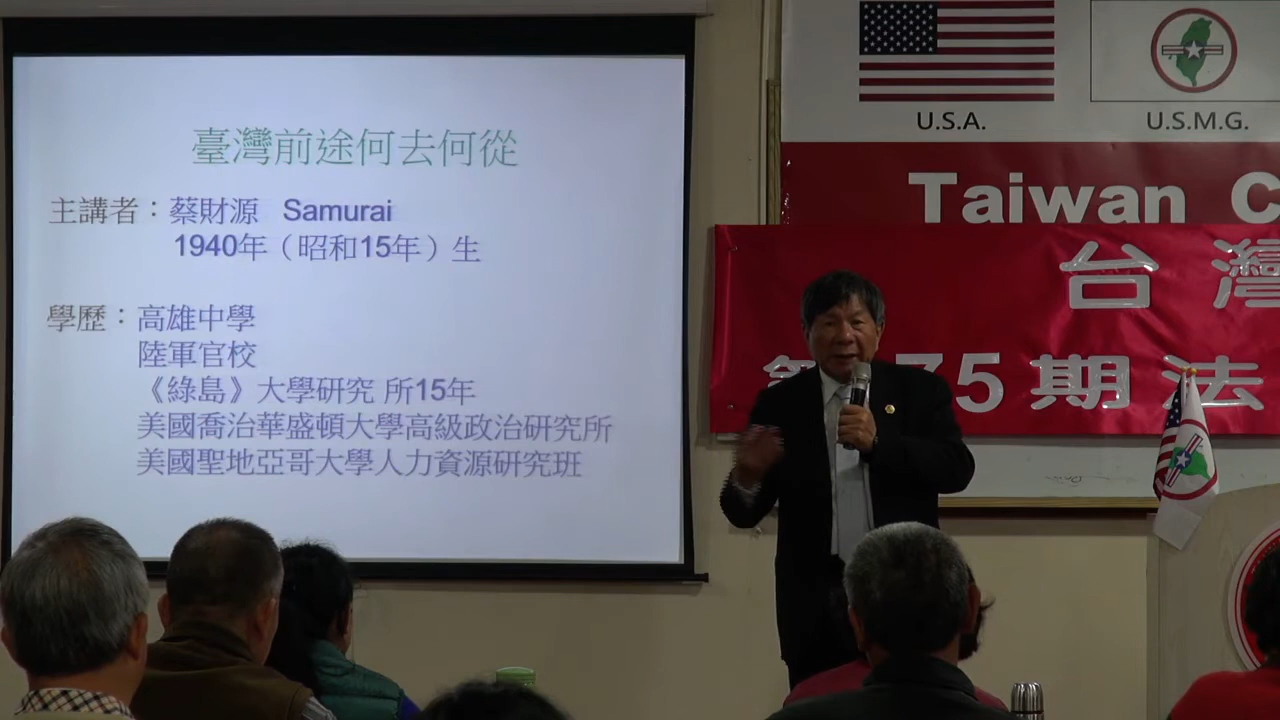 臺灣前途何去何從
主講者：蔡財源 Samurai
1940年（昭和15年）生
學歷：高雄中學
陸軍官校
《綠島》大學研究 所15年
美國喬治華盛頓大學高級政治研究所
美國聖地亞哥大學人力資源研究班
U.S.A.
U.S.M.G.
Taiwan C
台灣
75期法